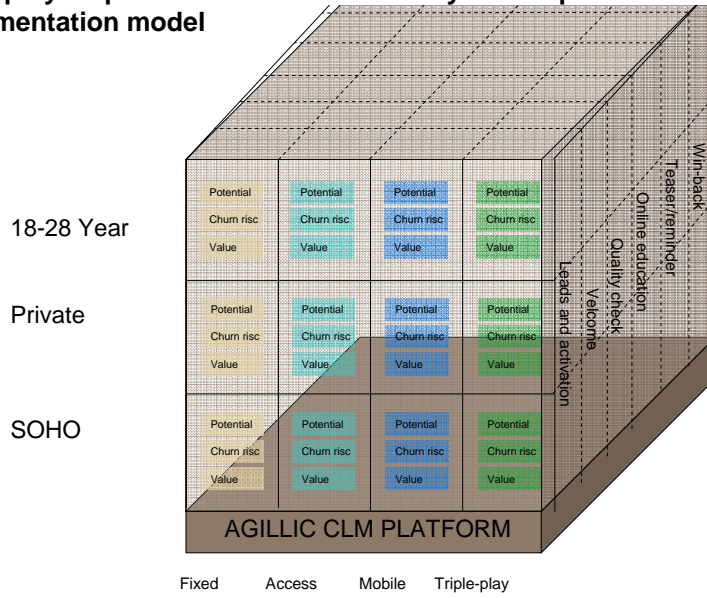 mentation model
18-28 Year
Potential Potential Potential Potential
Churn risc Churn risc Churn risc Churn risc
Value Value Value Value
Private
Potential Potential Potential Potential
Churn risc Churn risc Churn risc Churn risc
Value Value Value Value
SOHO
Potential Potential Potential Potential
Churn risc Churn risc Churn risc Churn risc
Value Value Value Value
Leads and activation
Velcome
Quality check
Online education
Teaser/reminder
Win-back
AGILLIC CLM PLATFORM
Fixed Access Mobile Triple-play